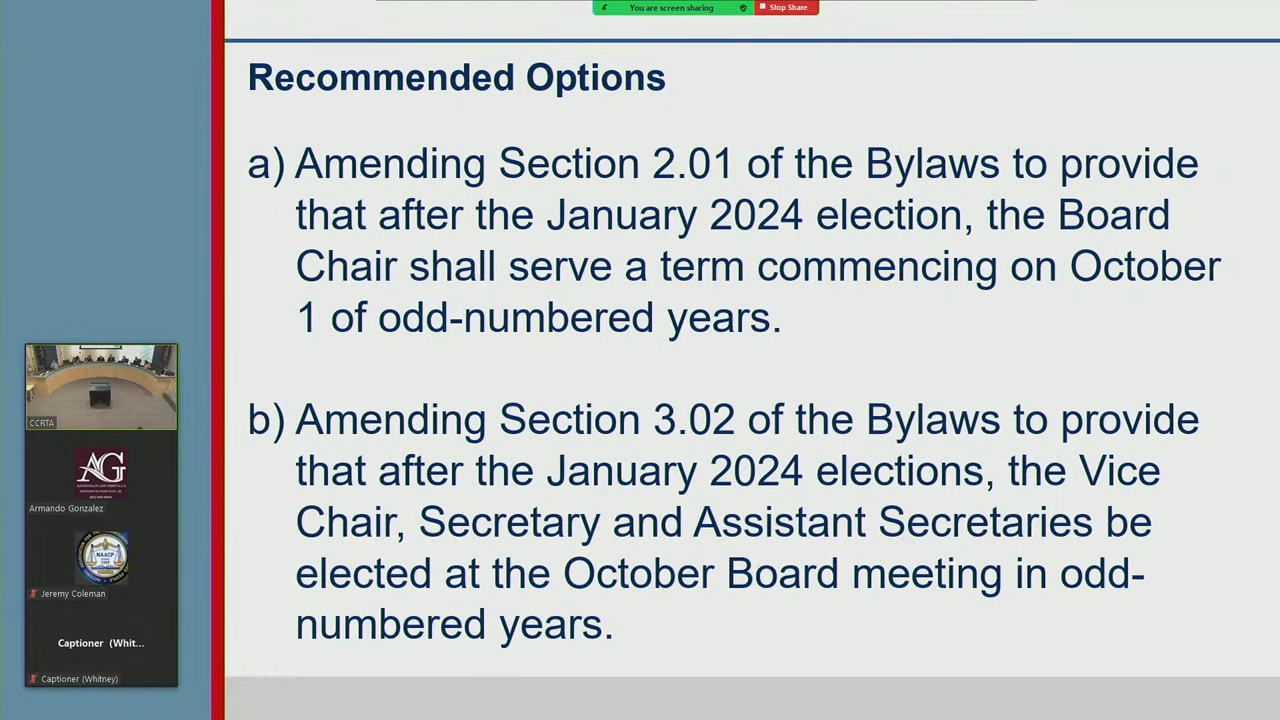 You are screen sharing
Stop Share
Recommended Options
a) Amending Section 2.01 of the Bylaws to provide
that after the January 2024 election, the Board
Chair shall serve a term commencing on October
1 of odd-numbered years.
b) Amending Section 3.02 of the Bylaws to provide
that after the January 2024 elections, the Vice
Chair, Secretary and Assistant Secretaries be
elected at the October Board meeting in odd-
numbered years.
CCRTA
AG
Armando Gonzalez
NAACP
Jeremy Coleman
Captioner (Whit...
Captioner (Whitney)